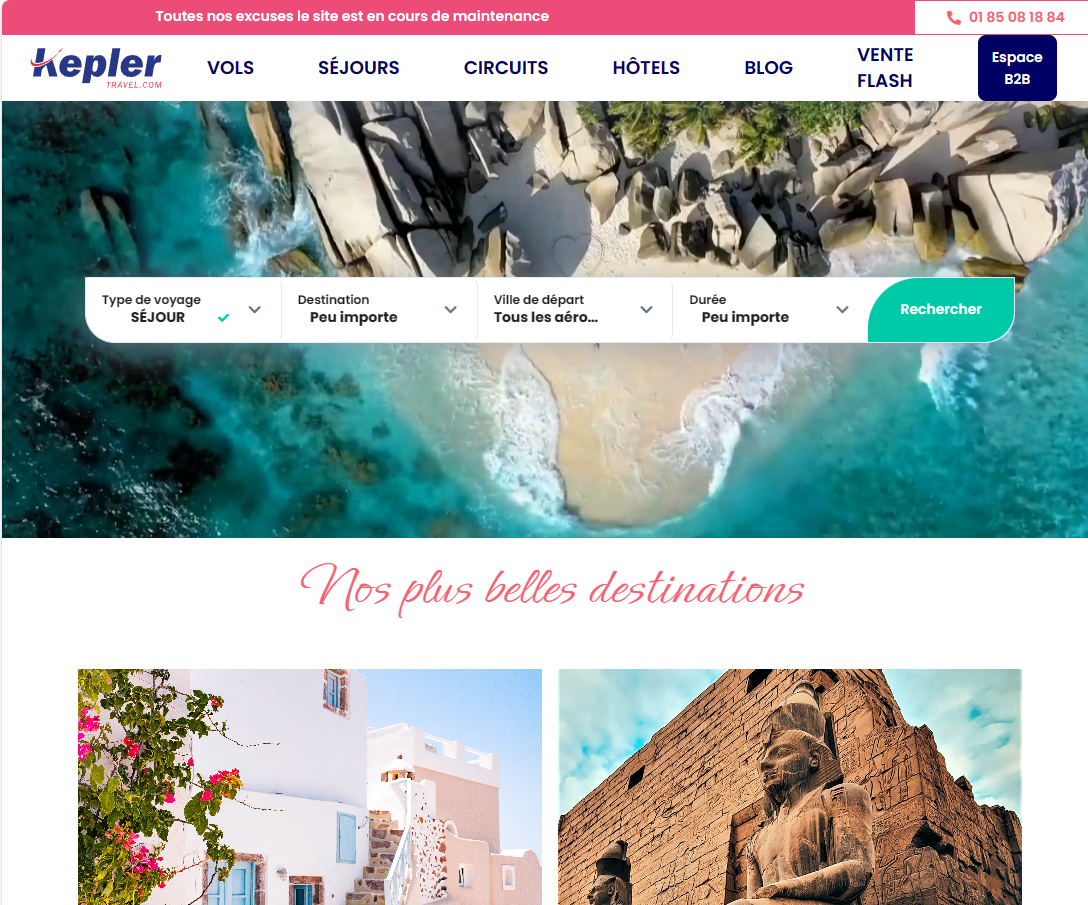 Toutes nos excuses le site est en cours de maintenance
01 85 08 18 84
Kepler
TRAVEL.COM
VOLS
SÉJOURS
CIRCUITS
HÔTELS
BLOG
VENTE
FLASH
Espace
B2B
Type de voyage
SÉJOUR
Destination
Peu importe
Ville de départ
Tous les aéro...
Durée
Peu importe
Rechercher
Nos plus belles destinations